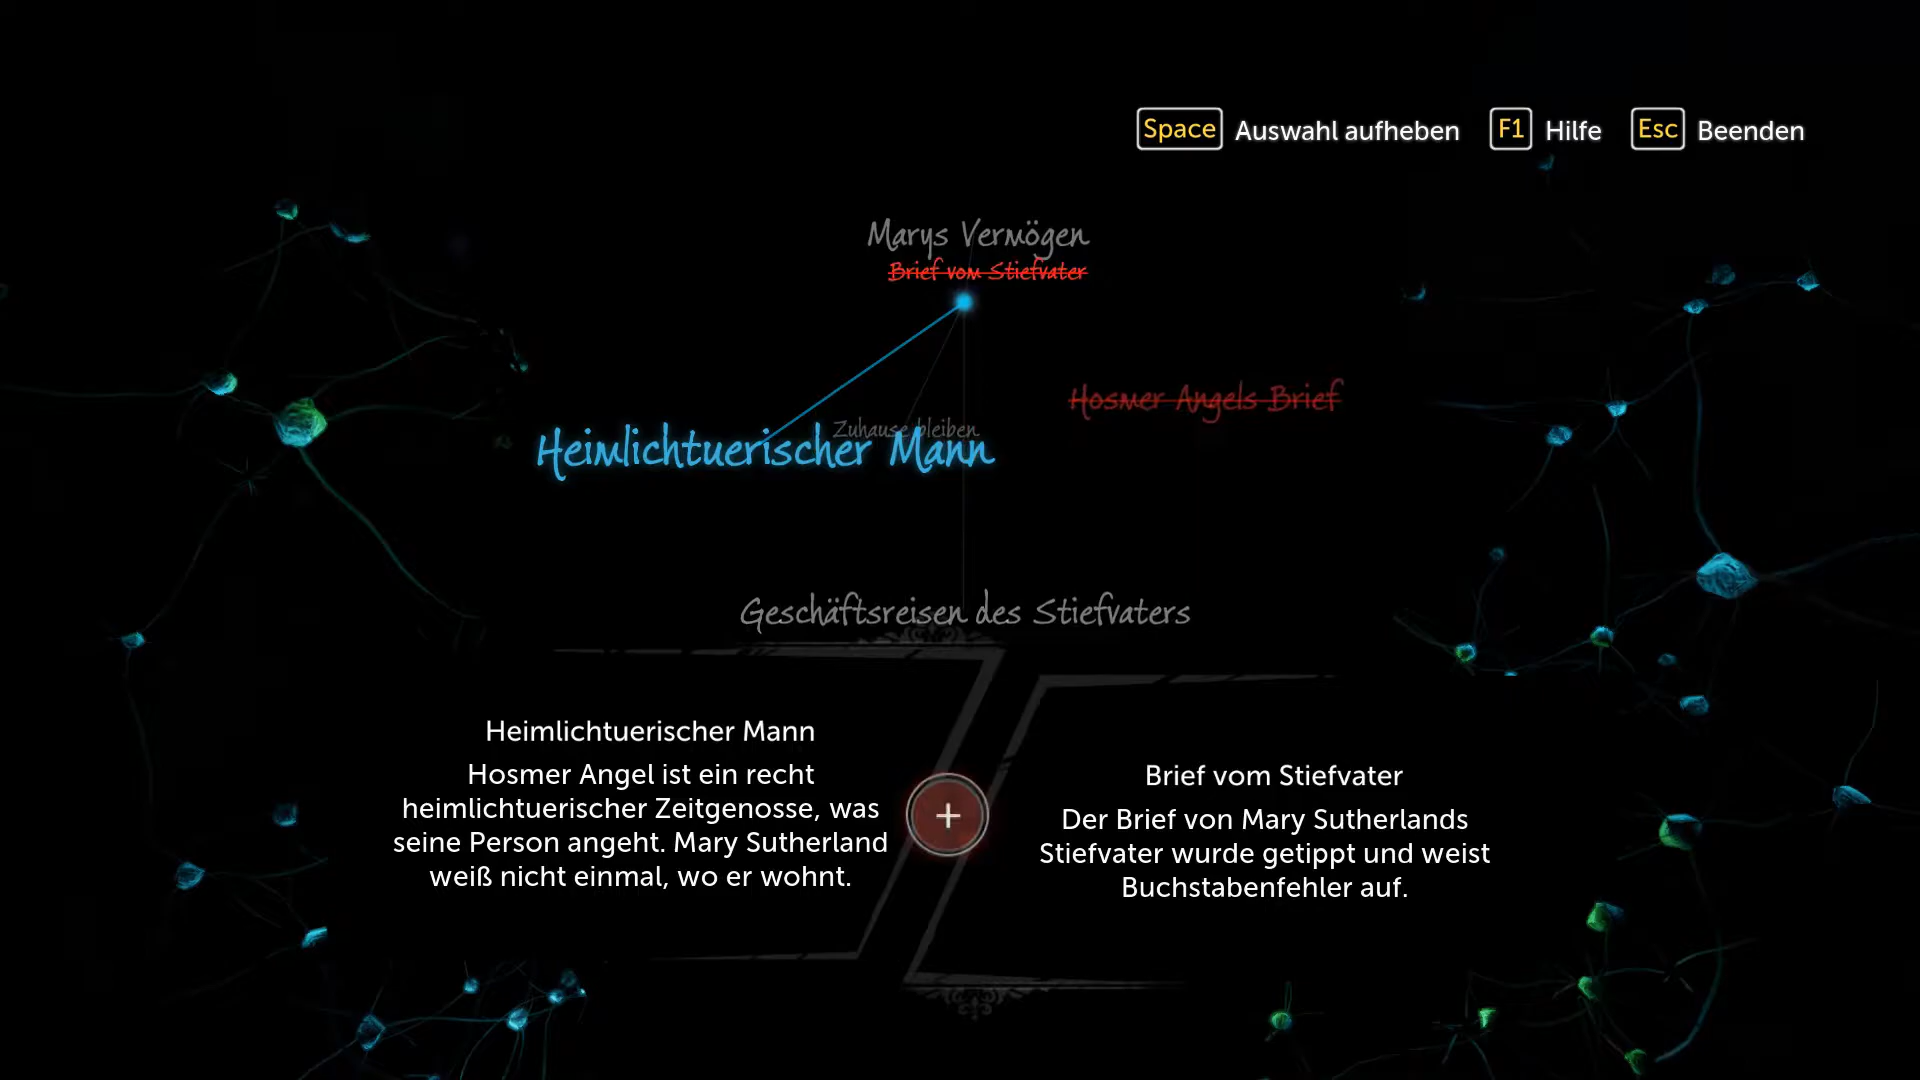 Space Auswahl aufheben F1 Hilfe Esc Beenden
Marys Vermögen
Brief vom Stiefvater
Hosmer Angels Brief
Zuhause bleiben
Heimlichtuerischer Mann
Geschäftsreisen des Stiefvaters
Heimlichtuerischer Mann
Hosmer Angel ist ein recht
heimlichtuerischer Zeitgenosse, was
seine Person angeht. Mary Sutherland
weiß nicht einmal, wo er wohnt.
+
Brief vom Stiefvater
Der Brief von Mary Sutherlands
Stiefvater wurde getippt und weist
Buchstabenfehler auf.